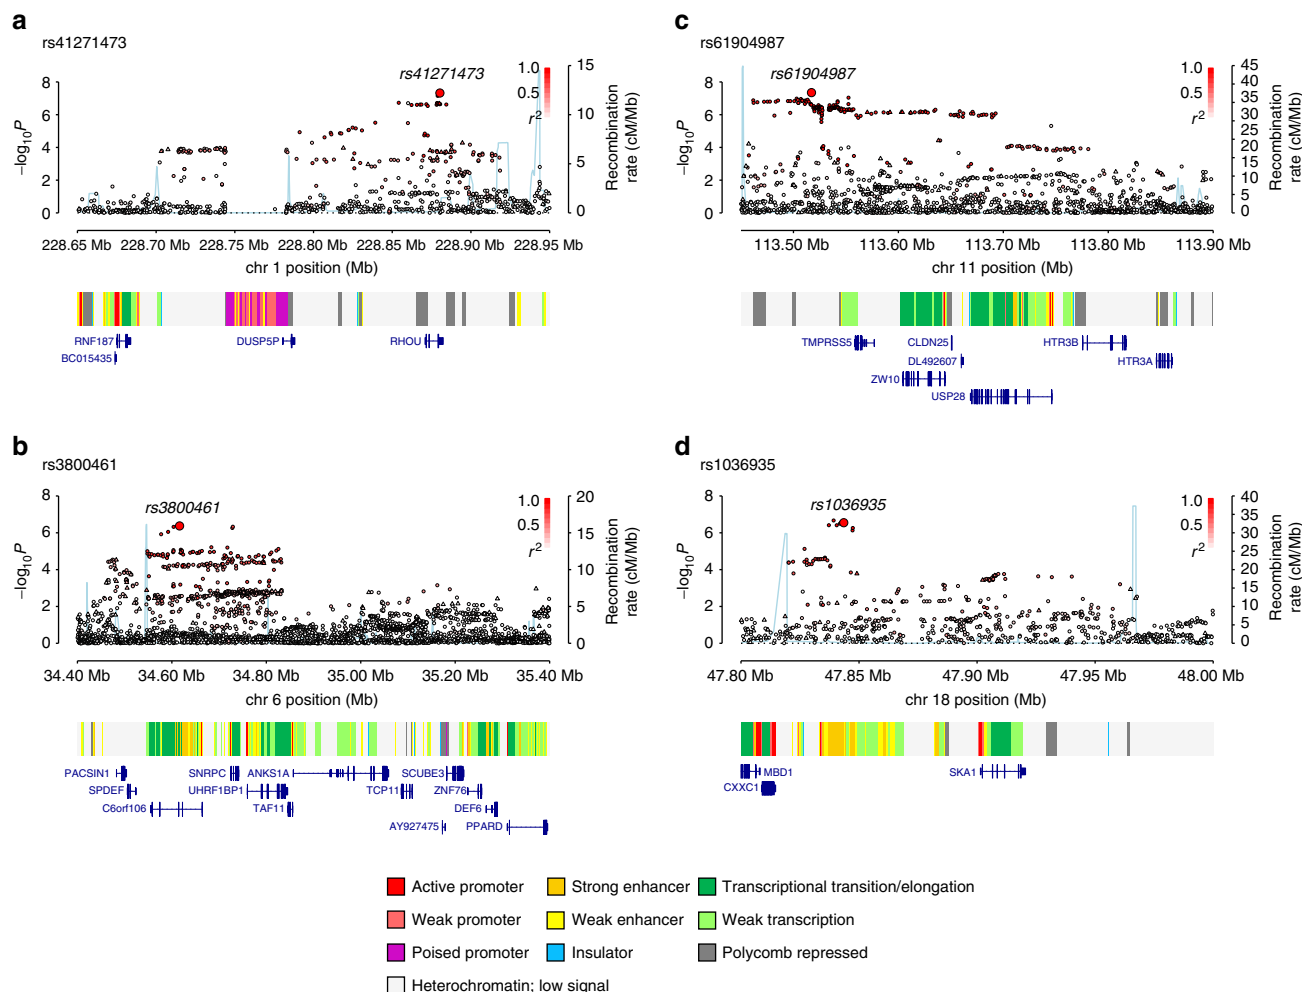 a
rs41271473
rs41271473
1.0
0.5
r2
8
6
4
2
0
–log10P
15
10
5
0
Recombination
rate (cM/Mb)
228.65 Mb 228.70 Mb 228.75 Mb 228.80 Mb 228.85 Mb 228.90 Mb 228.95 Mb
chr 1 position (Mb)
RNF187
DUSP5P
RHOU
BC015435
c
rs61904987
rs61904987
1.0
0.5
r2
8
6
4
2
0
–log10P
45
40
35
30
25
20
15
10
5
0
Recombination
rate (cM/Mb)
113.50 Mb 113.60 Mb 113.70 Mb 113.80 Mb 113.90 Mb
chr 11 position (Mb)
TMPRSS5
CLDN25
HTR3B
DL492607
HTR3A
ZW10
USP28
b
rs3800461
rs3800461
1.0
0.5
r2
8
6
4
2
0
–log10P
20
15
10
5
0
Recombination
rate (cM/Mb)
34.40 Mb 34.60 Mb 34.80 Mb 35.00 Mb 35.20 Mb 35.40 Mb
chr 6 position (Mb)
PACSIN1
SNRPC
ANKS1A
SCUBE3
SPDEF
UHRF1BP1
TCP11
ZNF76
C6orf106
TAF11
DEF6
AY927475
PPARD
d
rs1036935
rs1036935
1.0
0.5
r2
8
6
4
2
0
–log10P
40
35
30
25
20
15
10
5
0
Recombination
rate (cM/Mb)
47.80 Mb 47.85 Mb 47.90 Mb 47.95 Mb 48.00 Mb
chr 18 position (Mb)
MBD1
SKA1
CXXC1
Active promoter
Strong enhancer
Transcriptional transition/elongation
Weak promoter
Weak enhancer
Weak transcription
Poised promoter
Insulator
Polycomb repressed
Heterochromatin; low signal